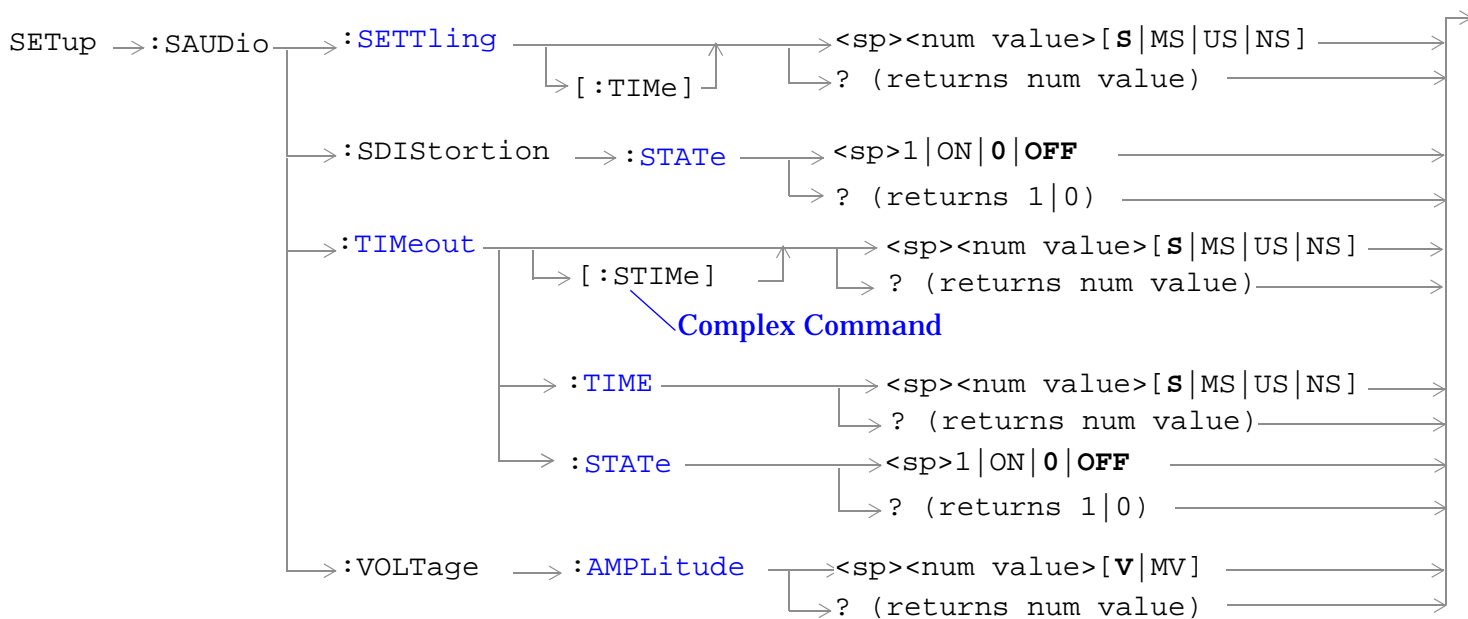 SETup :SAUDio :SETTling <sp><num value>[S|MS|US|NS]
[:TIMe] ? (returns num value)
:SDIStortion :STATe <sp>1|ON|0|OFF
? (returns 1|0)
:TIMeout <sp><num value>[S|MS|US|NS]
[:STIMe] ? (returns num value)
Complex Command
:TIME <sp><num value>[S|MS|US|NS]
? (returns num value)
:STATe <sp>1|ON|0|OFF
? (returns 1|0)
:VOLTage :AMPLitude <sp><num value>[V|MV]
? (returns num value)